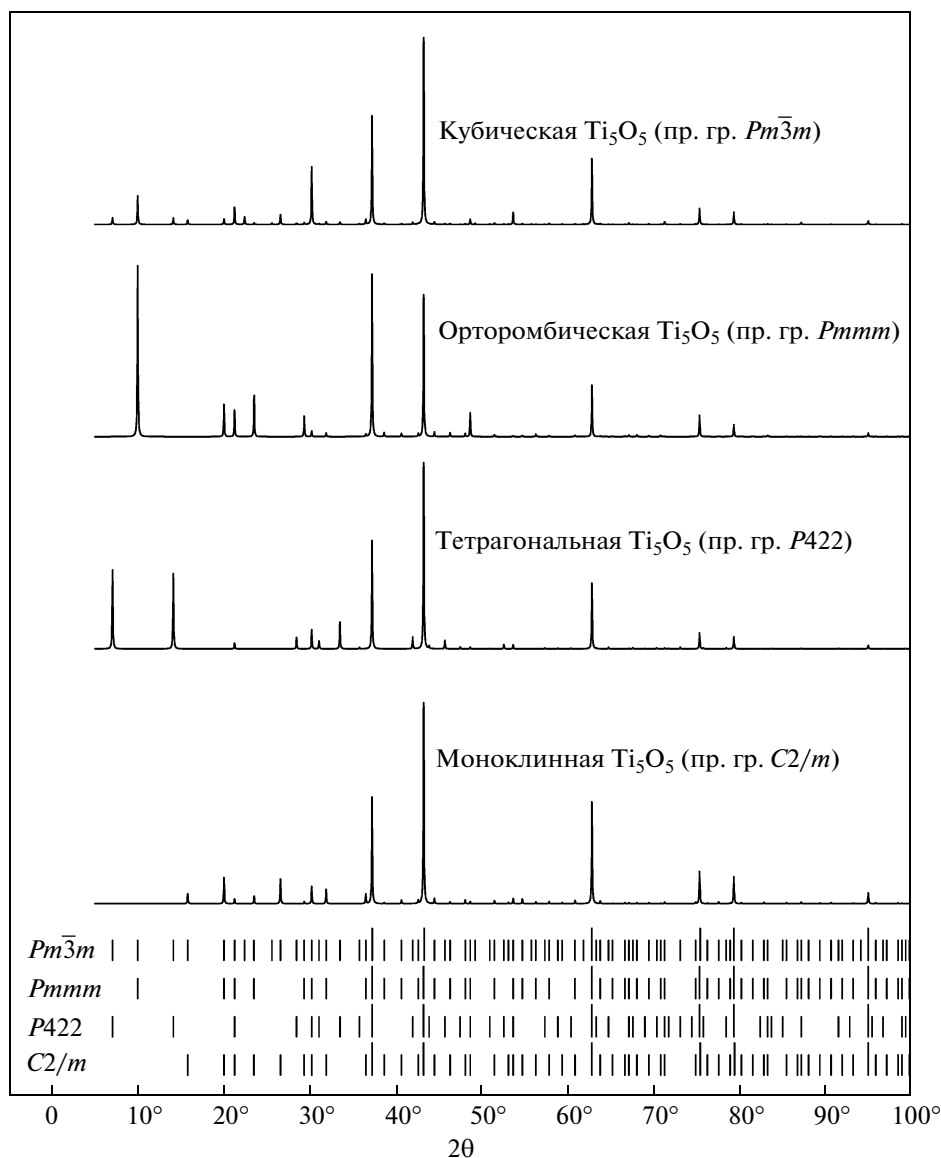 Кубическая Ti₅O₅ (пр. гр. Pm3̅m)
Орторомбическая Ti₅O₅ (пр. гр. Pmmm)
Тетрагональная Ti₅O₅ (пр. гр. P422)
Моноклинная Ti₅O₅ (пр. гр. C2/m)
Pm3̅m
Pmmm
P422
C2/m
0 10° 20° 30° 40° 50° 60° 70° 80° 90° 100°
2θ